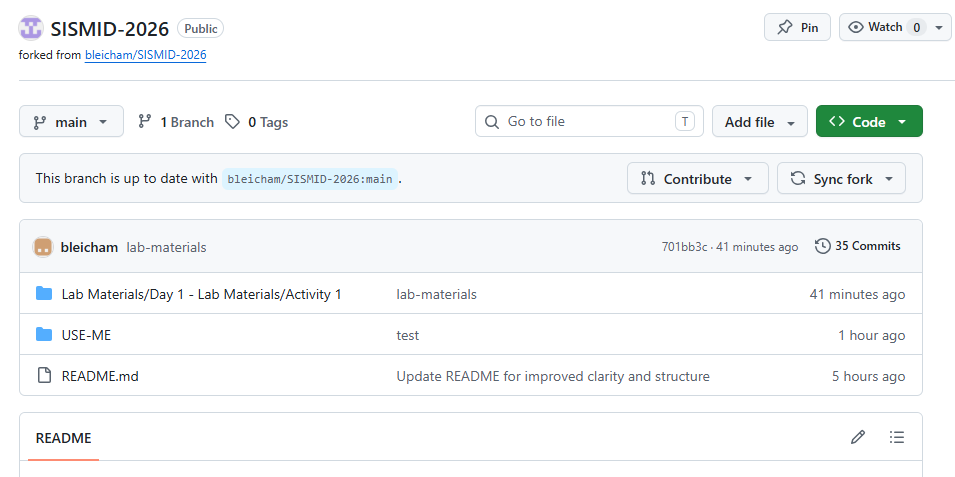 SISMID-2026 Public Pin Watch 0
forked from bleicham/SISMID-2026
main 1 Branch 0 Tags Go to file T Add file Code
This branch is up to date with bleicham/SISMID-2026:main . Contribute Sync fork
bleicham lab-materials 701bb3c · 41 minutes ago 35 Commits
Lab Materials/Day 1 - Lab Materials/Activity 1 lab-materials 41 minutes ago
USE-ME test 1 hour ago
README.md Update README for improved clarity and structure 5 hours ago
README